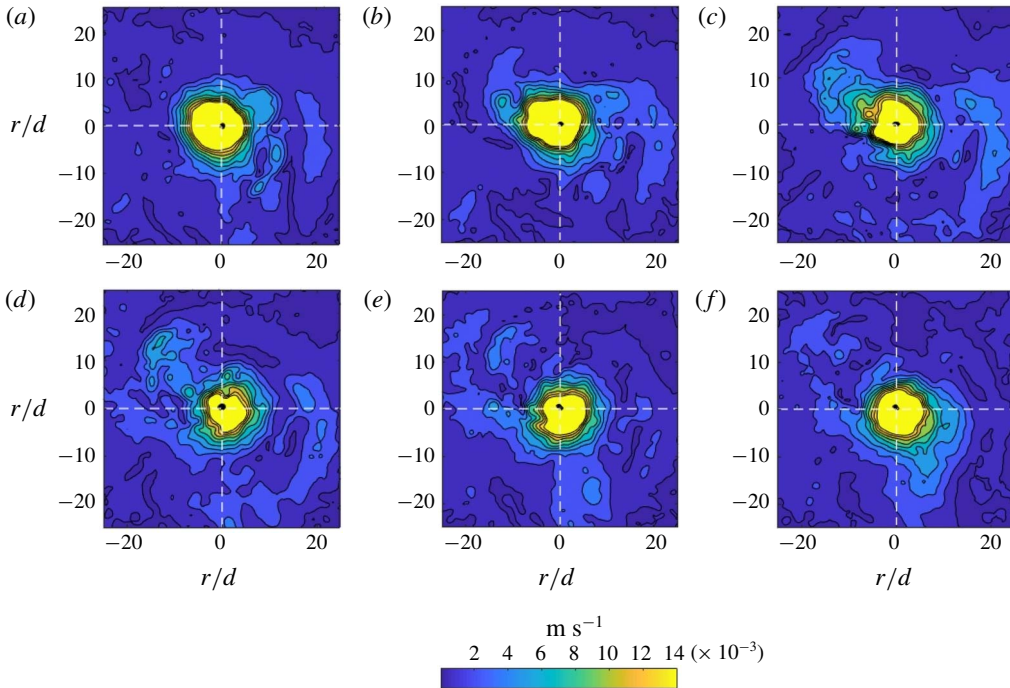 (a) (b) (c)
20 20 20
10 10 10
r/d 0 0 0
−10 −10 −10
−20 −20 −20
−20 0 20 −20 0 20 −20 0 20
(d) (e) (f)
20 20 20
10 10 10
r/d 0 0 0
−10 −10 −10
−20 −20 −20
−20 0 20 −20 0 20 −20 0 20
r/d r/d r/d
m s⁻¹
2 4 6 8 10 12 14 (× 10⁻³)